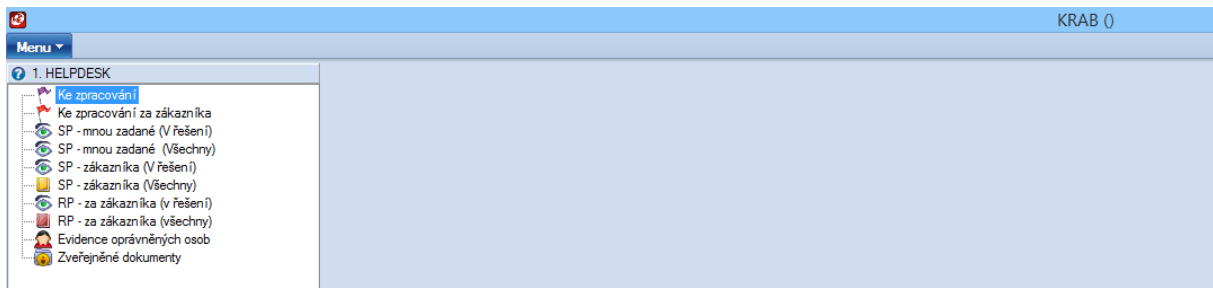 KRAB ()
Menu
1. HELPDESK
Ke zpracování
Ke zpracování za zákazníka
SP - mnou zadané (V řešení)
SP - mnou zadané (Všechny)
SP - zákazníka (V řešení)
SP - zákazníka (Všechny)
RP - za zákazníka (v řešení)
RP - za zákazníka (všechny)
Evidence oprávněných osob
Zveřejněné dokumenty